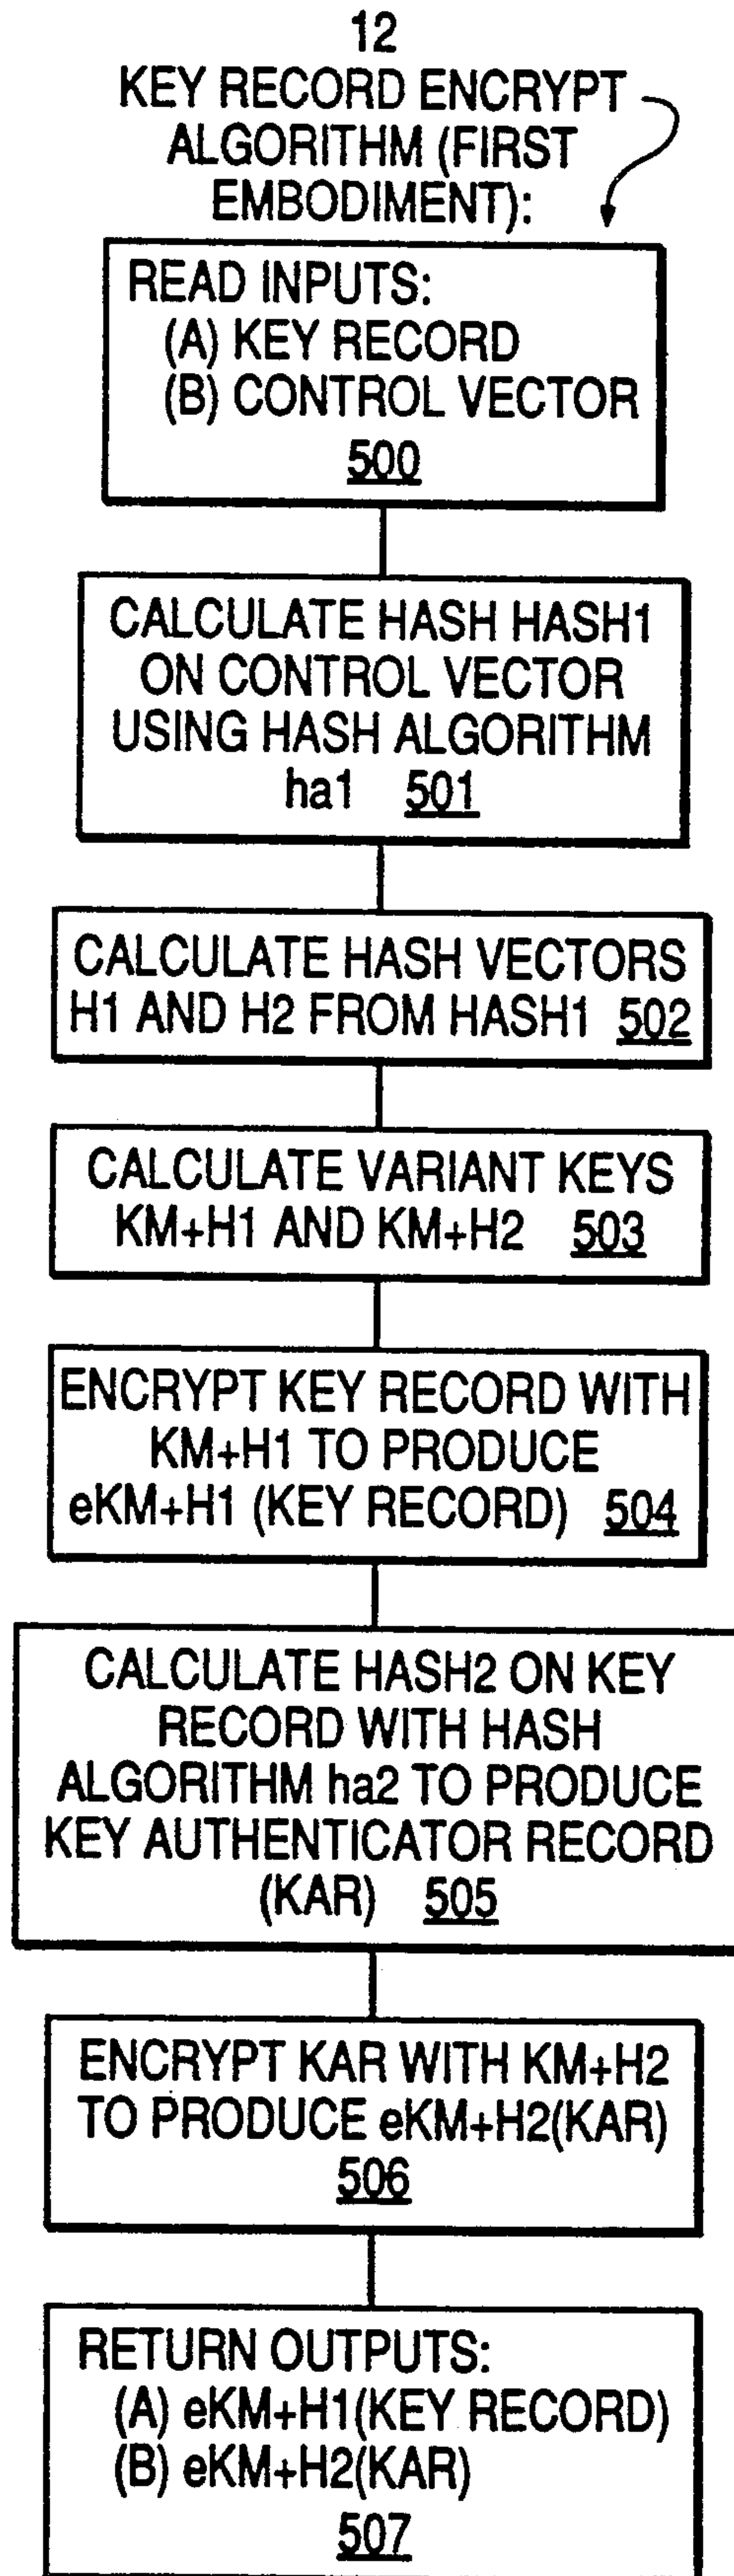 12
KEY RECORD ENCRYPT
ALGORITHM (FIRST
EMBODIMENT):
READ INPUTS:
(A) KEY RECORD
(B) CONTROL VECTOR
500
CALCULATE HASH HASH1
ON CONTROL VECTOR
USING HASH ALGORITHM
ha1 501
CALCULATE HASH VECTORS
H1 AND H2 FROM HASH1 502
CALCULATE VARIANT KEYS
KM+H1 AND KM+H2 503
ENCRYPT KEY RECORD WITH
KM+H1 TO PRODUCE
eKM+H1 (KEY RECORD) 504
CALCULATE HASH2 ON KEY
RECORD WITH HASH
ALGORITHM ha2 TO PRODUCE
KEY AUTHENTICATOR RECORD
(KAR) 505
ENCRYPT KAR WITH KM+H2
TO PRODUCE eKM+H2(KAR)
506
RETURN OUTPUTS:
(A) eKM+H1(KEY RECORD)
(B) eKM+H2(KAR)
507